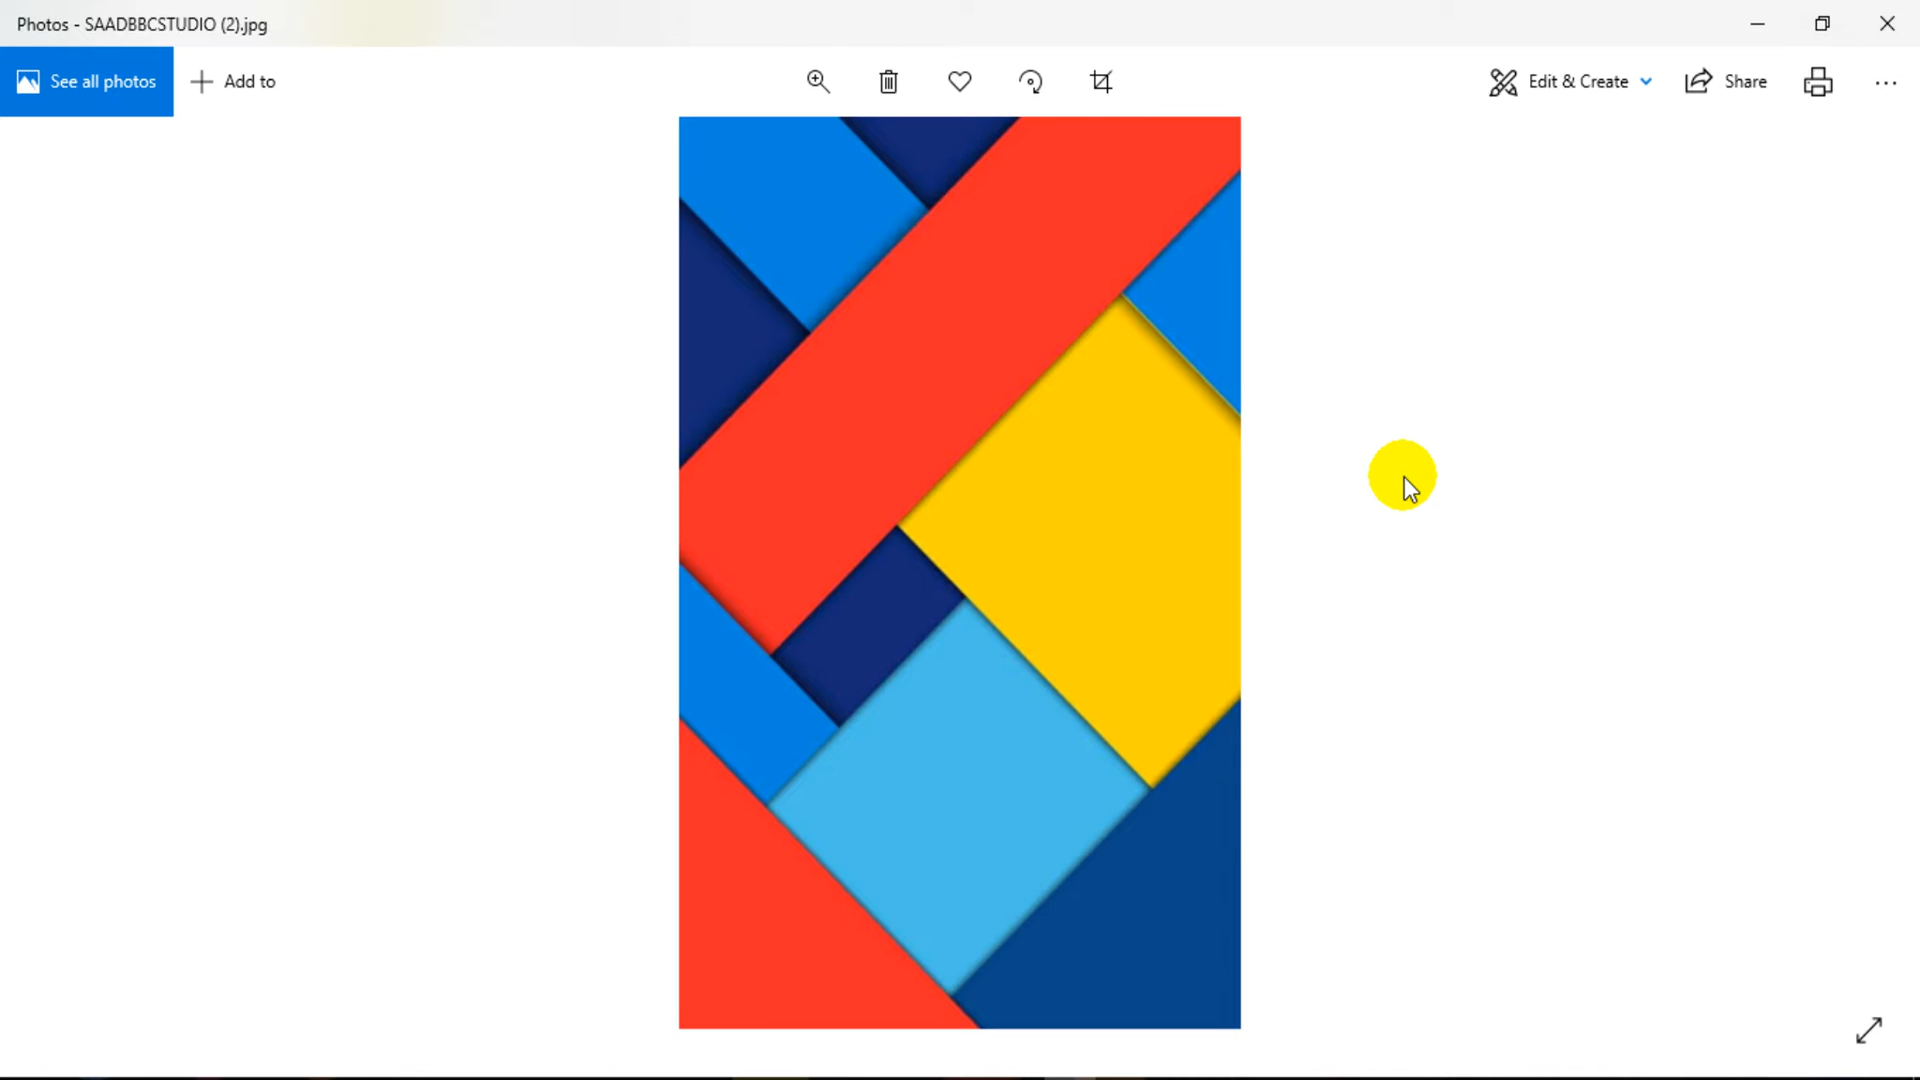 Photos - SAADBBCSTUDIO (2).jpg
See all photos
Add to
Edit & Create
Share